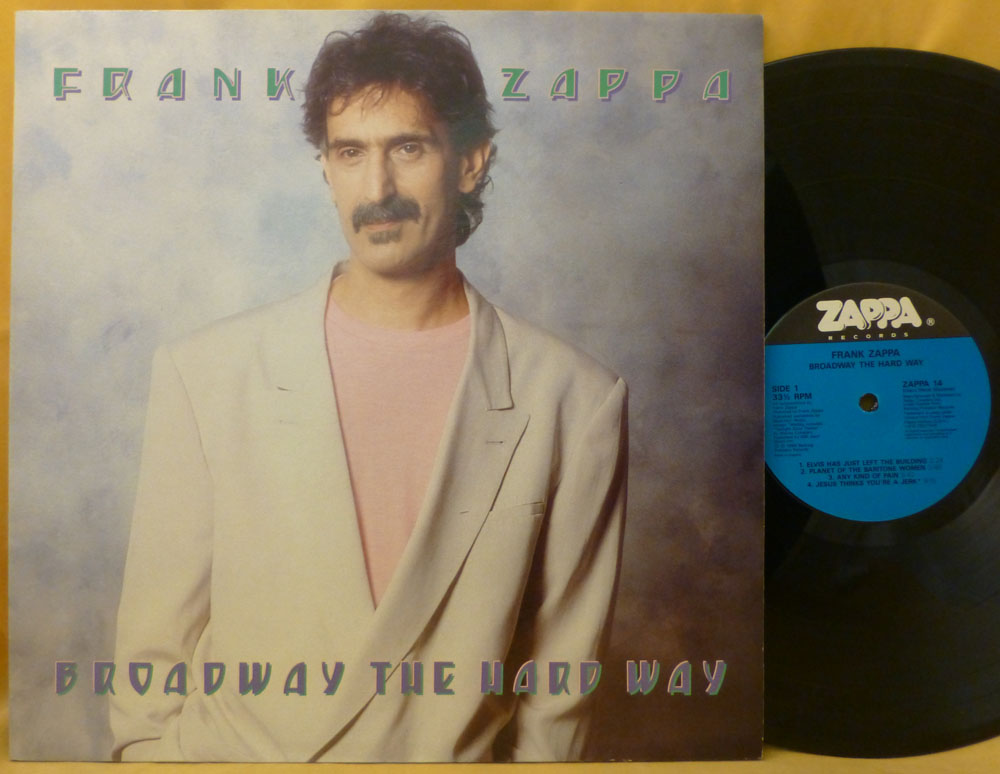 FRANK ZAPPA
BROADWAY THE HARD WAY
ZAPPA ®
RECORDS
FRANK ZAPPA
BROADWAY THE HARD WAY
SIDE 1
33⅓ RPM
ZAPPA 14
1. ELVIS HAS JUST LEFT THE BUILDING
2. PLANET OF THE BARITONE WOMEN
3. ANY KIND OF PAIN
4. JESUS THINKS YOU'RE A JERK